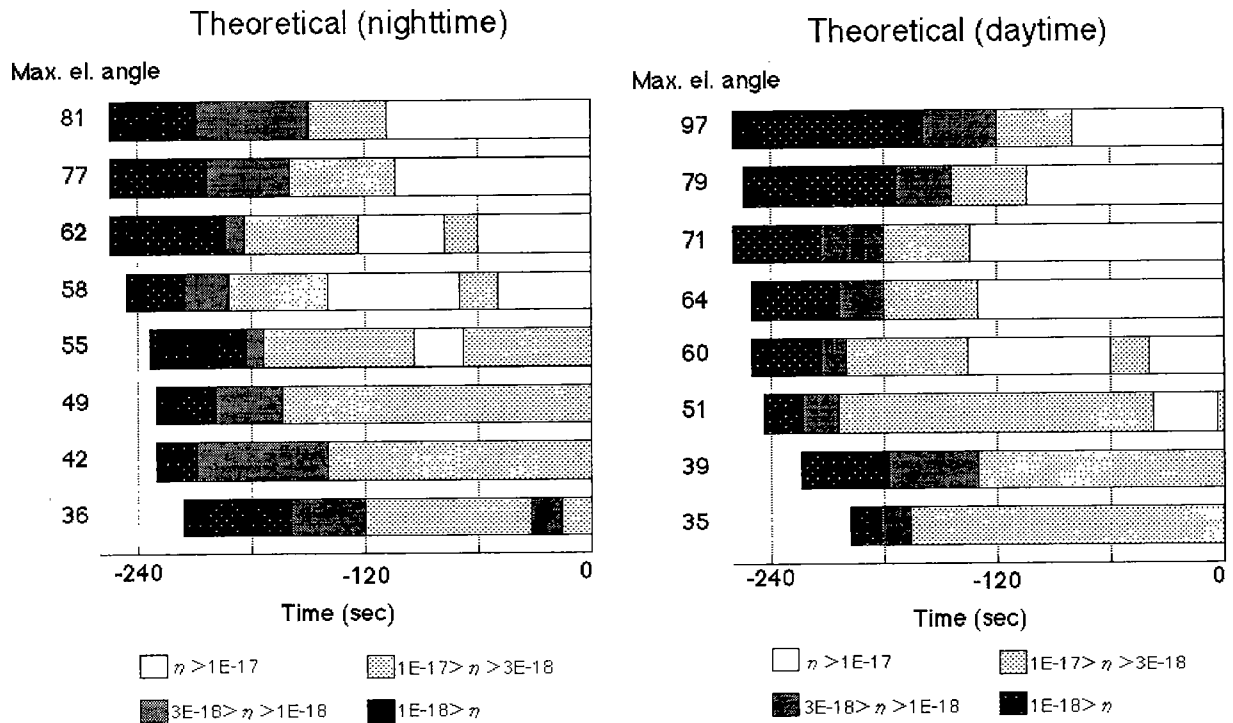 Theoretical (nighttime)
Max. el. angle
81
77
62
58
55
49
42
36
-240 -120 0
Time (sec)
η >1E-17
1E-17> η >3E-18
3E-18> η >1E-18
1E-18> η
Theoretical (daytime)
Max. el. angle
97
79
71
64
60
51
39
35
-240 -120 0
Time (sec)
η >1E-17
1E-17> η >3E-18
3E-18> η >1E-18
1E-18> η